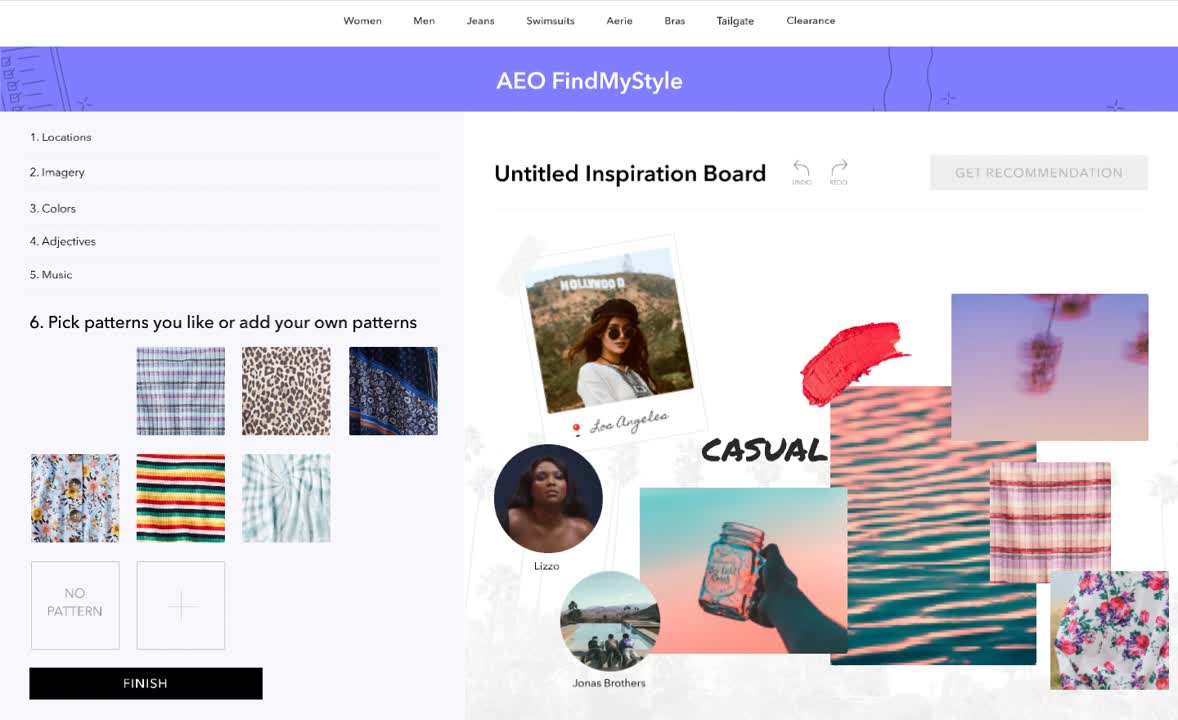 Women Men Jeans Swimsuits Aerie Bras Tailgate Clearance
AEO FindMyStyle
1. Locations
2. Imagery
3. Colors
4. Adjectives
5. Music
6. Pick patterns you like or add your own patterns
NO
PATTERN
FINISH
Untitled Inspiration Board
UNDO
REDO
GET RECOMMENDATION
HOLLYWOOD
Los Angeles
CASUAL
Lizzo
Jonas Brothers